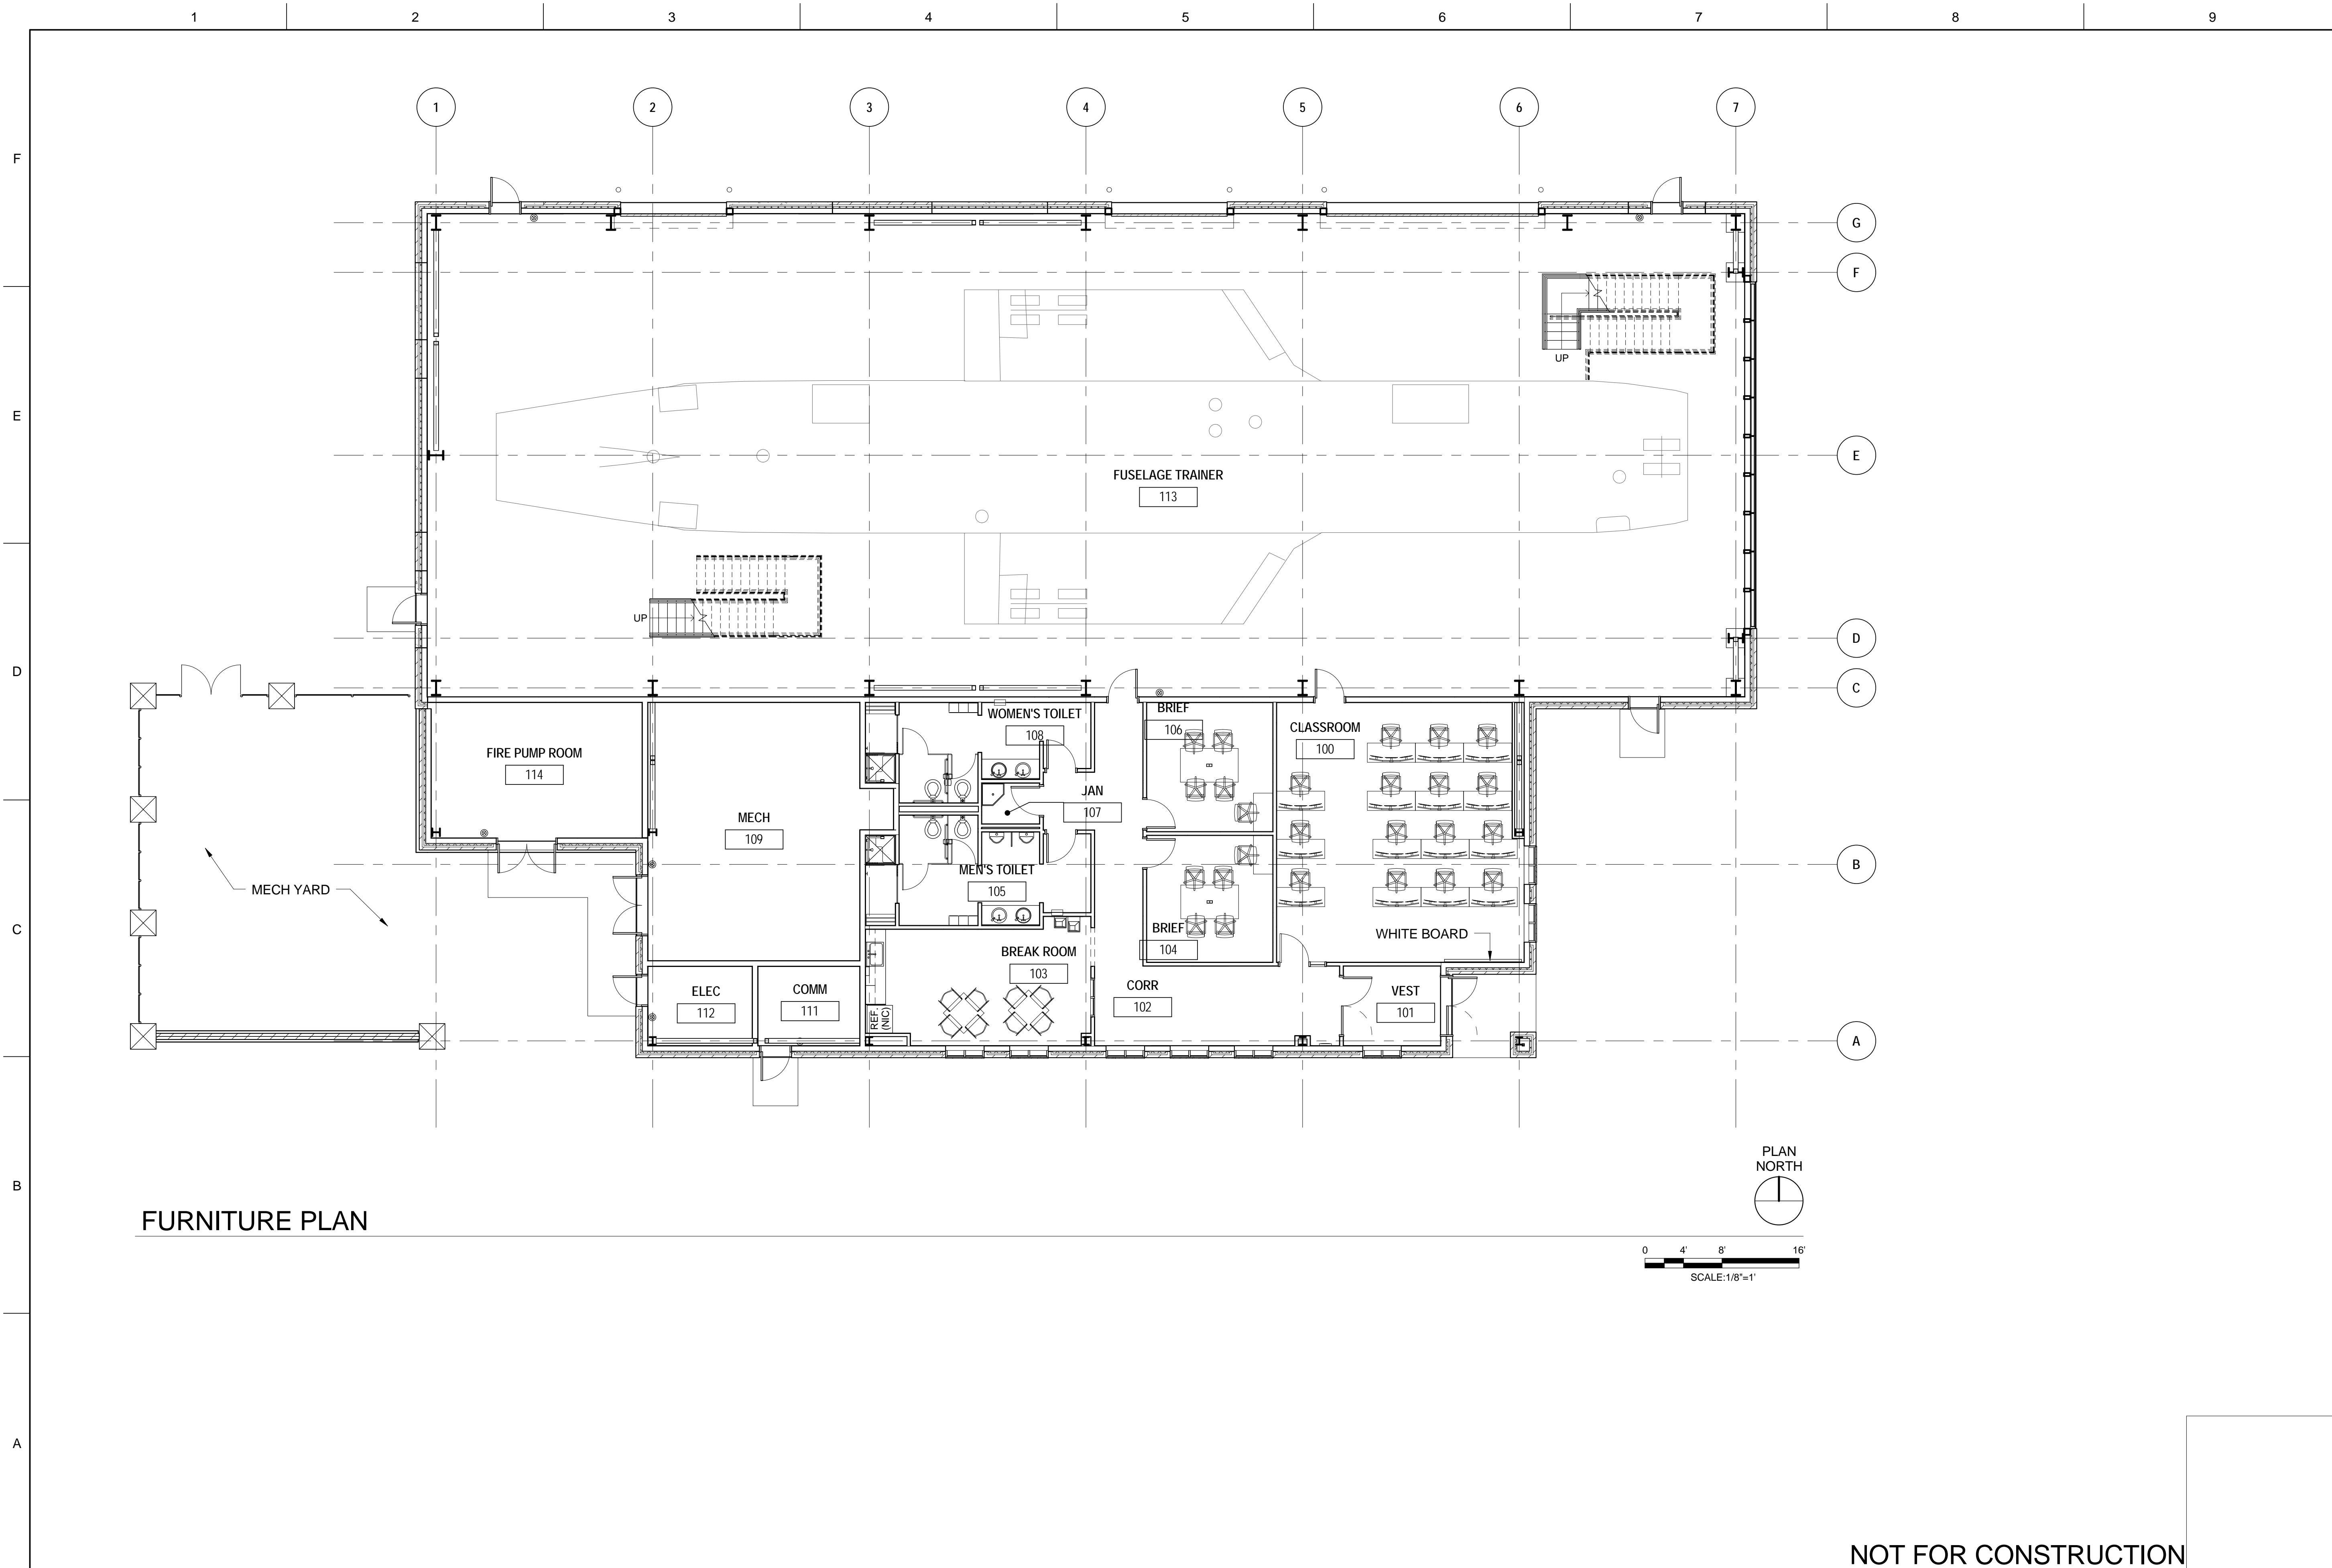 1 2 3 4 5 6 7 8 9
F
E
D
C
B
A
1 2 3 4 5 6 7
G
F
E
D
C
B
A
UP
FUSELAGE TRAINER
113
UP
WOMEN'S TOILET
108
BRIEF
106
CLASSROOM
100
FIRE PUMP ROOM
114
JAN
107
MECH
109
MEN'S TOILET
105
MECH YARD
BRIEF
104
WHITE BOARD
BREAK ROOM
103
CORR
102
ELEC
112
COMM
111
VEST
101
REF.
(NIC)
PLAN
NORTH
FURNITURE PLAN
0 4' 8' 16'
SCALE:1/8"=1'
NOT FOR CONSTRUCTION